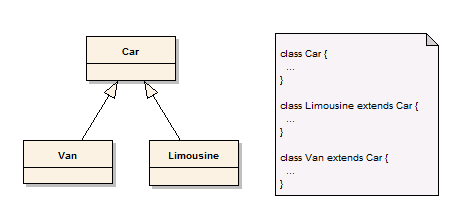 Car
Van
Limousine
class Car {
...
}
class Limousine extends Car {
...
}
class Van extends Car {
...
}